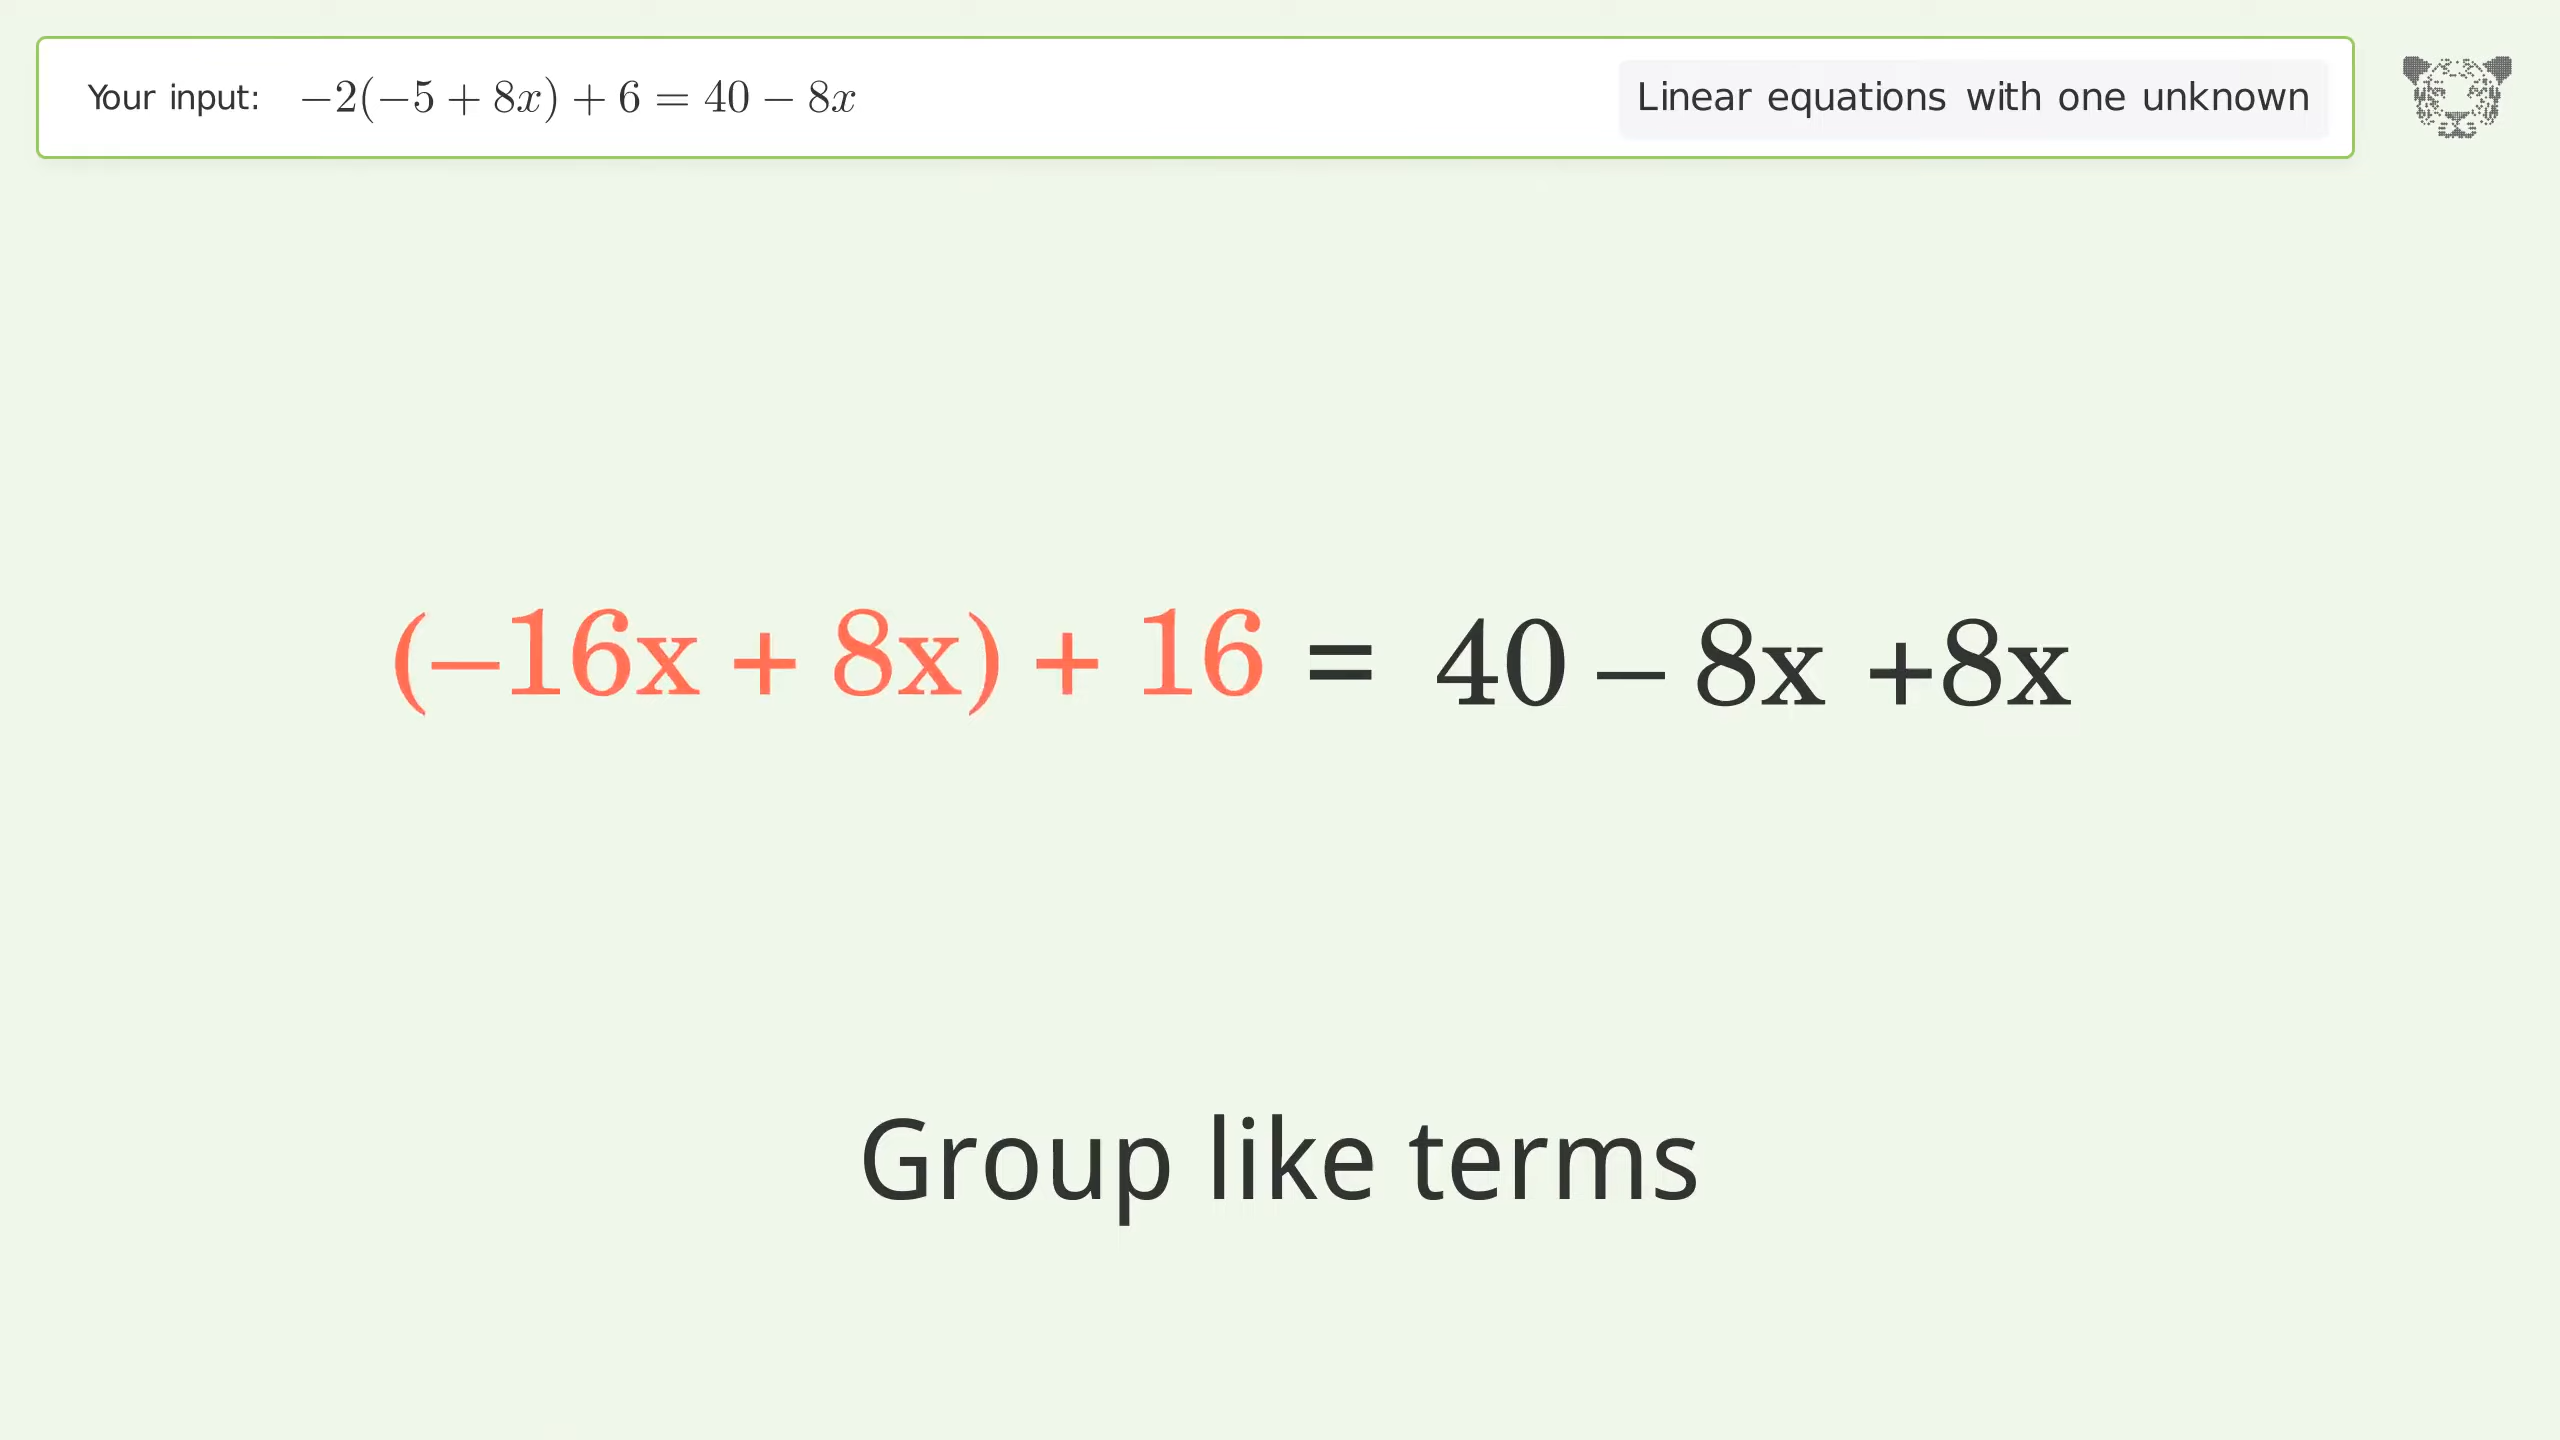 Your input: −2(−5 + 8x) + 6 = 40 − 8x
Linear equations with one unknown
(–16x + 8x) + 16 = 40 – 8x +8x
Group like terms